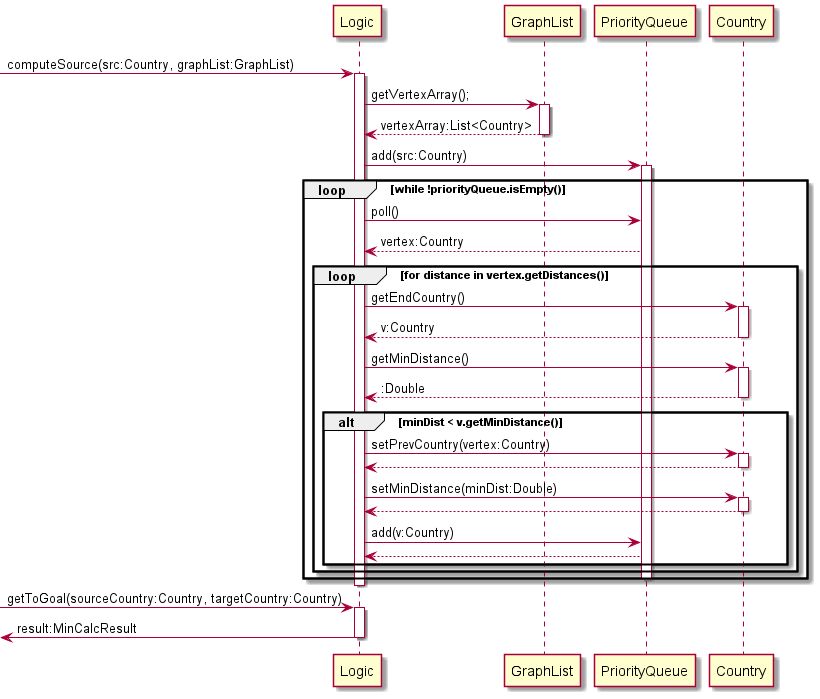 Logic GraphList PriorityQueue Country
computeSource(src:Country, graphList:GraphList)
getVertexArray();
vertexArray:List<Country>
add(src:Country)
loop [while !priorityQueue.isEmpty()]
poll()
vertex:Country
loop [for distance in vertex.getDistances()]
getEndCountry()
v:Country
getMinDistance()
:Double
alt [minDist < v.getMinDistance()]
setPrevCountry(vertex:Country)
setMinDistance(minDist:Double)
add(v:Country)
getToGoal(sourceCountry:Country, targetCountry:Country)
result:MinCalcResult
Logic GraphList PriorityQueue Country